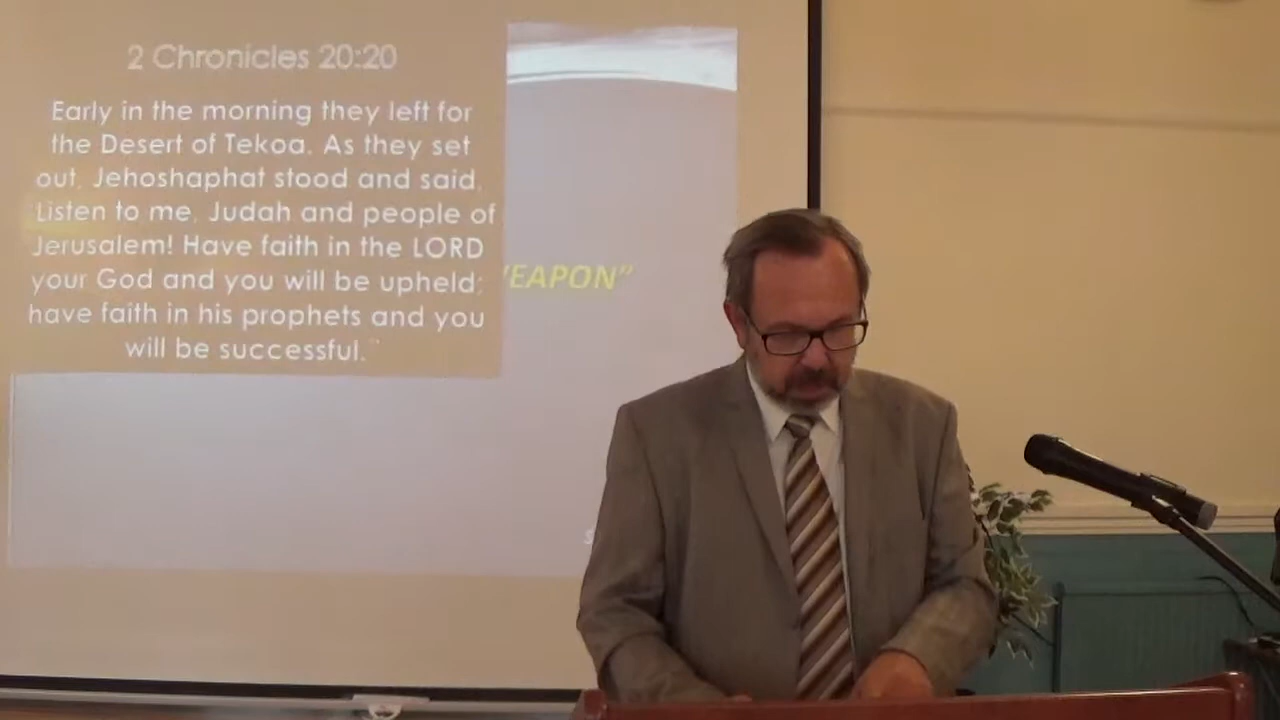 2 Chronicles 20:20
Early in the morning they left for
the Desert of Tekoa. As they set
out, Jehoshaphat stood and said,
Listen to me, Judah and people of
Jerusalem! Have faith in the LORD
your God and you will be upheld;
have faith in his prophets and you
will be successful."
EAPON"